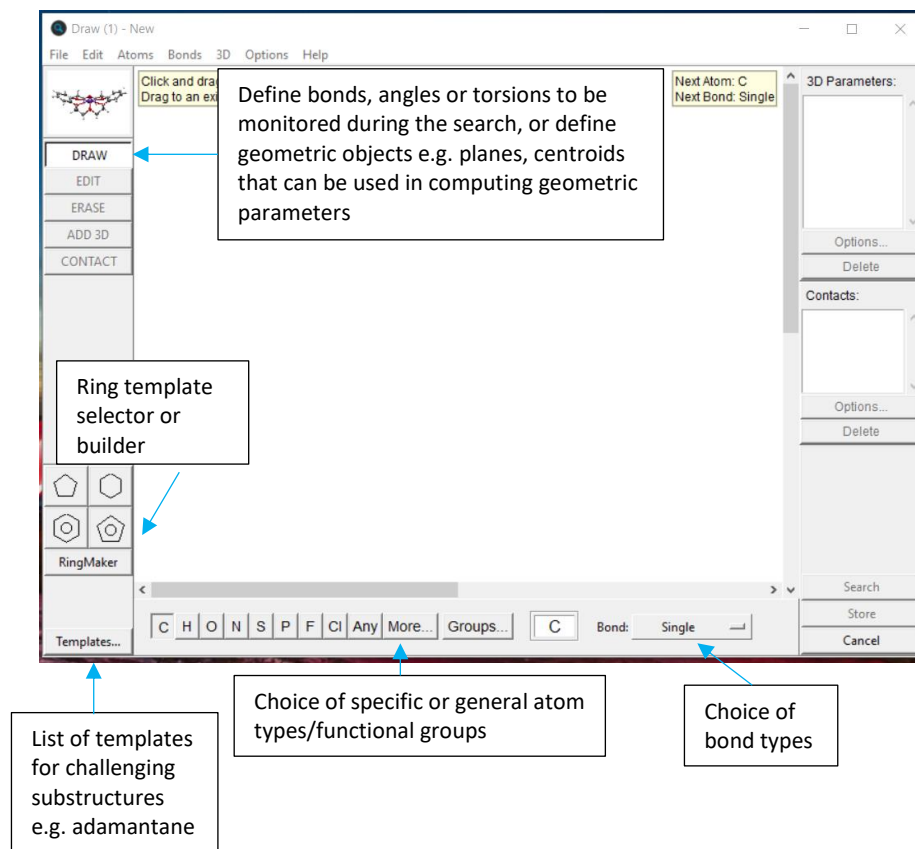 Draw (1) - New
File Edit Atoms Bonds 3D Options Help
Click and drag
Drag to an exi
Next Atom: C
Next Bond: Single
3D Parameters:
Define bonds, angles or torsions to be
monitored during the search, or define
geometric objects e.g. planes, centroids
that can be used in computing geometric
parameters
DRAW
EDIT
ERASE
ADD 3D
CONTACT
Options...
Delete
Contacts:
Options...
Delete
Ring template
selector or
builder
RingMaker
Templates...
C H O N S P F Cl Any More... Groups... C Bond: Single
Search
Store
Cancel
List of templates
for challenging
substructures
e.g. adamantane
Choice of specific or general atom
types/functional groups
Choice of
bond types